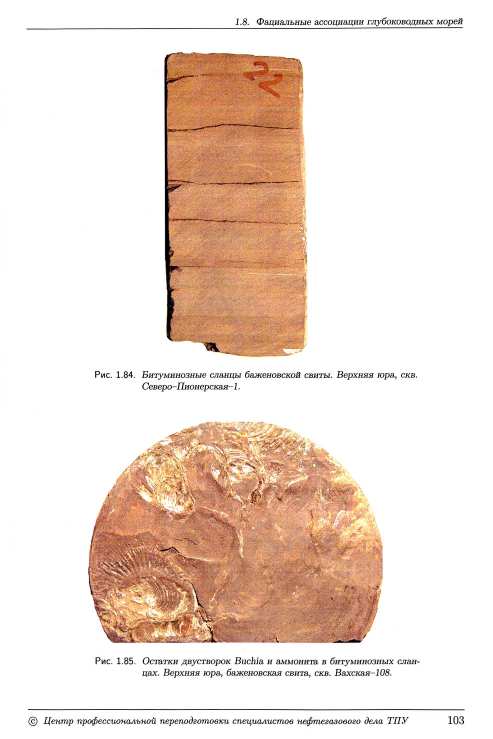 1.8. Фациальные ассоциации глубоководных морей
22
Рис. 1.84. Битуминозные сланцы баженовской свиты. Верхняя юра, скв.
Северо–Пионерская–1.
Рис. 1.85. Остатки двустворок Buchia и аммонита в битуминозных слан-
цах. Верхняя юра, баженовская свита, скв. Вахская–108.
© Центр профессиональной переподготовки специалистов нефтегазового дела ТПУ 103